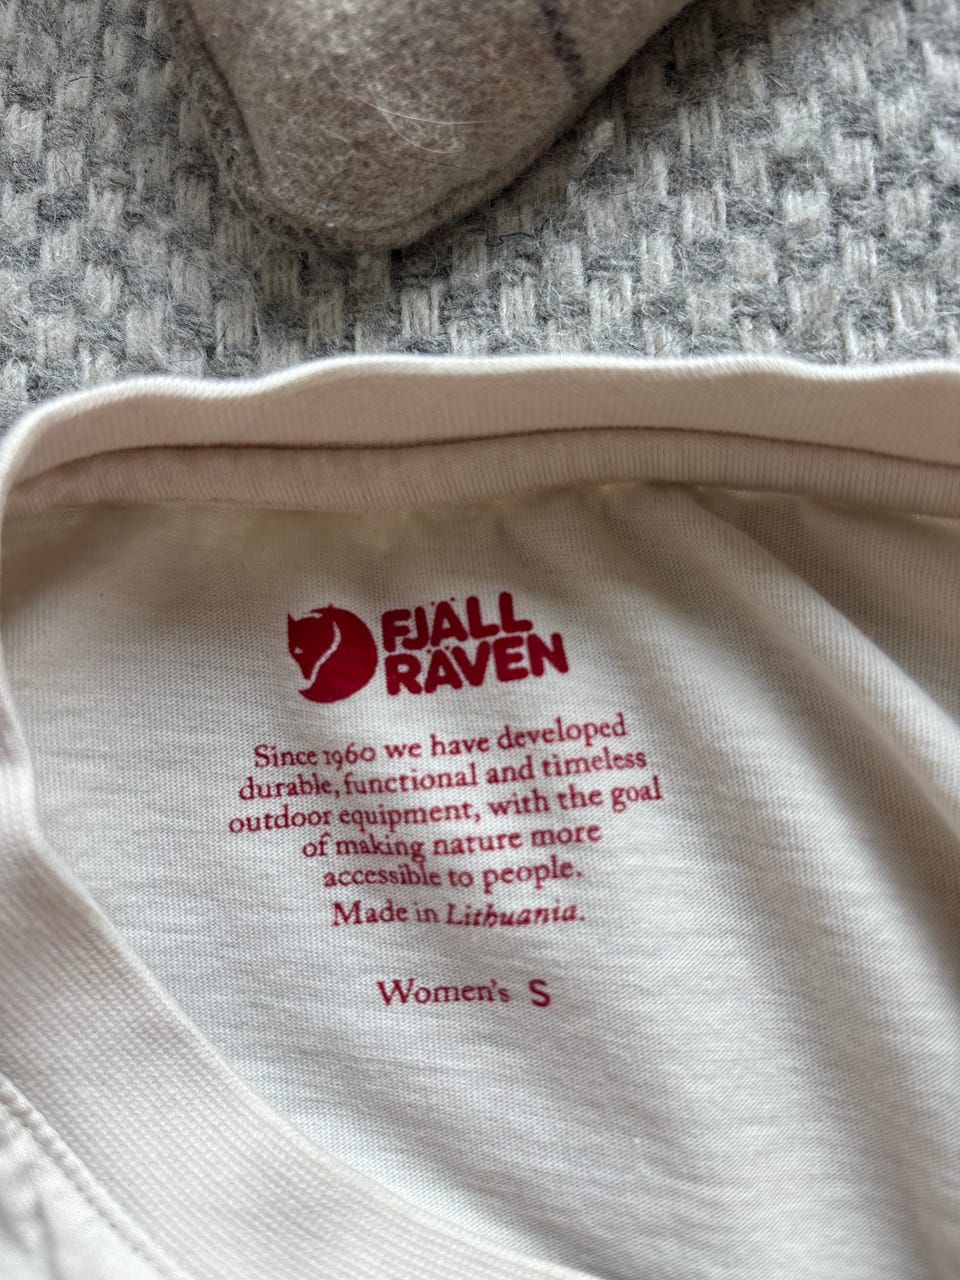 FJÄLL
RÄVEN
Since 1960 we have developed
durable, functional and timeless
outdoor equipment, with the goal
of making nature more
accessible to people.
Made in Lithuania.
Women's S